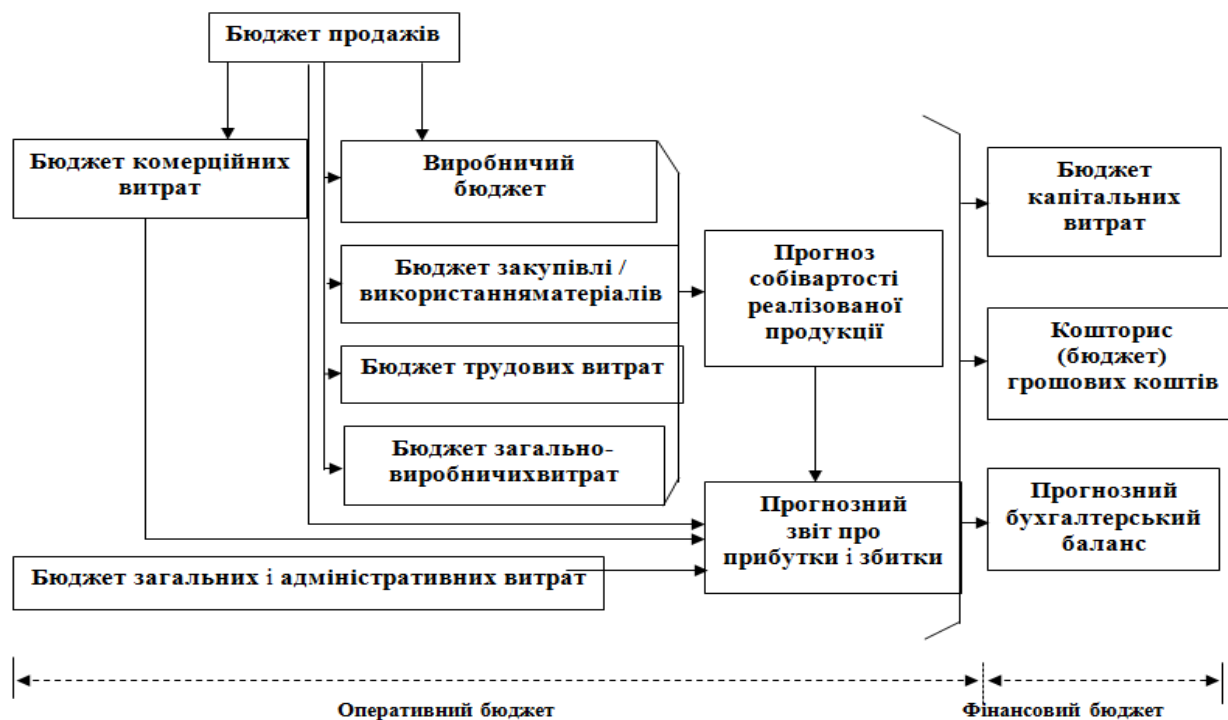 Бюджет продажів
Бюджет комерційних
витрат
Виробничий
бюджет
Бюджет закупівлі /
використанняматеріалів
Бюджет трудових витрат
Бюджет загально-
виробничихвитрат
Бюджет загальних і адміністративних витрат
Прогноз
собівартості
реалізованої
продукції
Прогнозний
звіт про
прибутки і збитки
Бюджет
капітальних
витрат
Кошторис
(бюджет)
грошових коштів
Прогнозний
бухгалтерський
баланс
Оперативний бюджет
Фінансовий бюджет